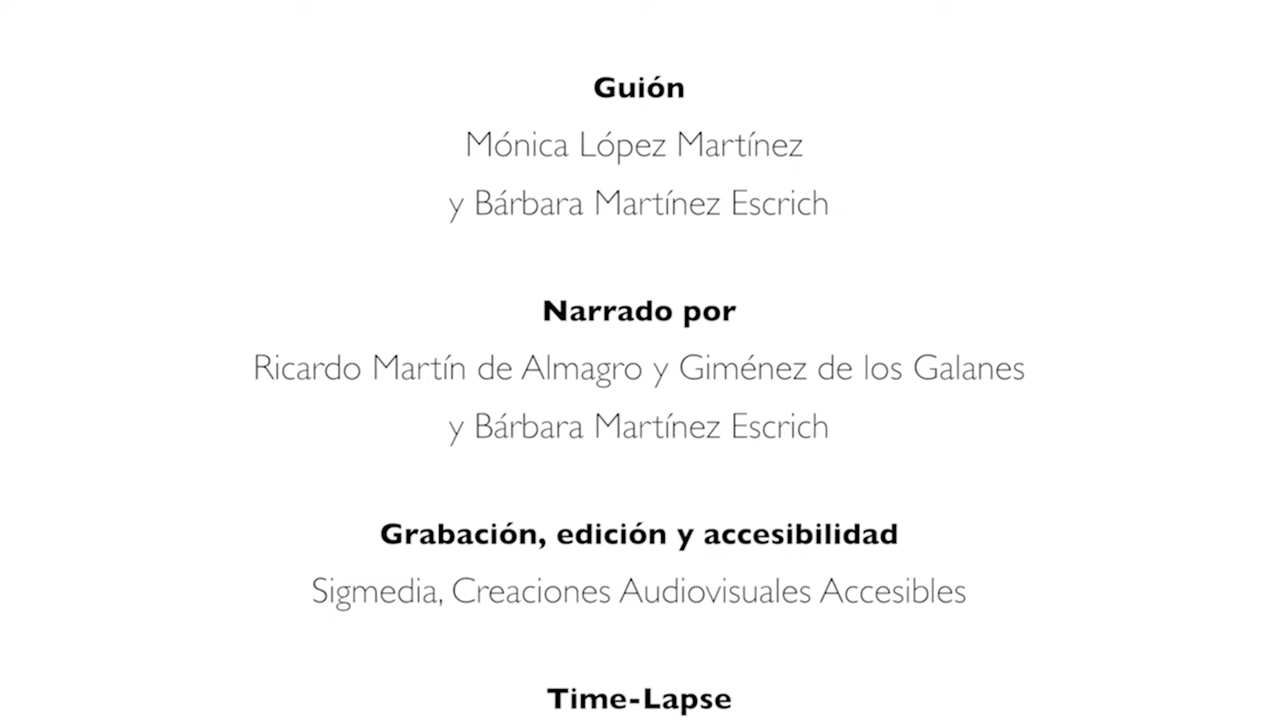 Guión
Mónica López Martínez
y Bárbara Martínez Escrich
Narrado por
Ricardo Martín de Almagro y Giménez de los Galanes
y Bárbara Martínez Escrich
Grabación, edición y accesibilidad
Sigmedia, Creaciones Audiovisuales Accesibles
Time-Lapse